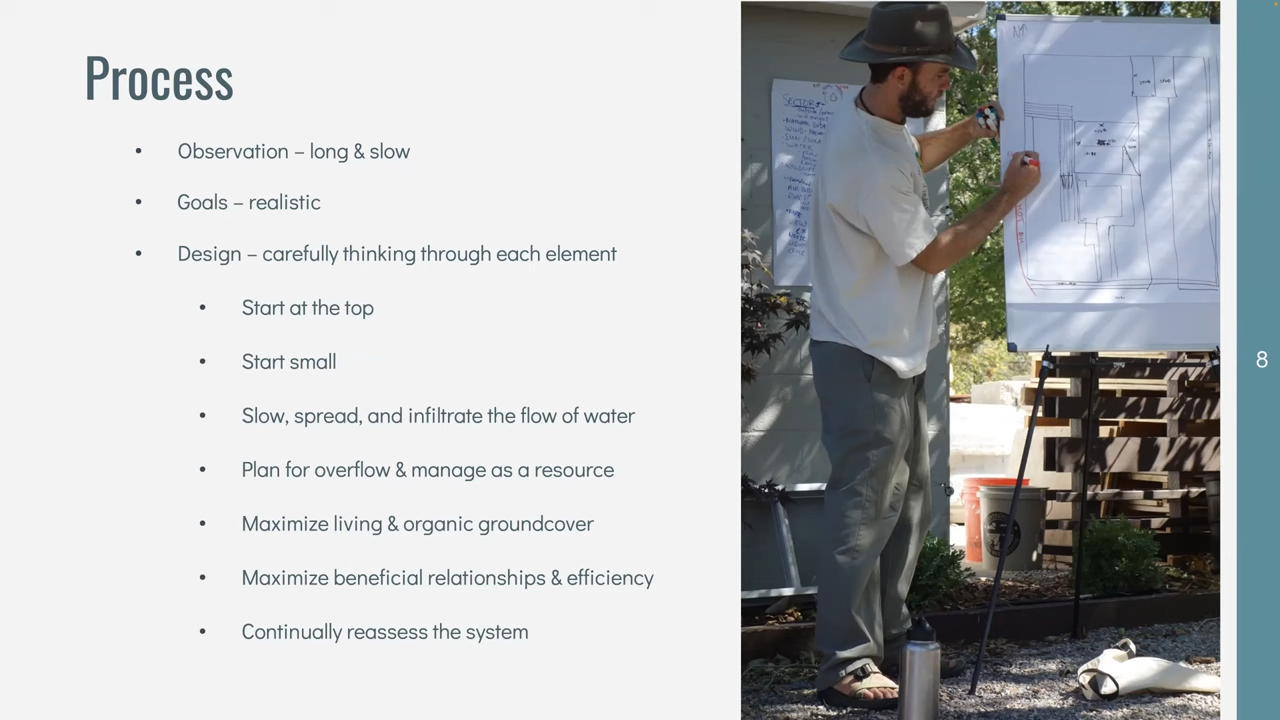 Process
• Observation – long & slow
• Goals – realistic
• Design – carefully thinking through each element
• Start at the top
• Start small
• Slow, spread, and infiltrate the flow of water
• Plan for overflow & manage as a resource
• Maximize living & organic groundcover
• Maximize beneficial relationships & efficiency
• Continually reassess the system
8
SECTOR